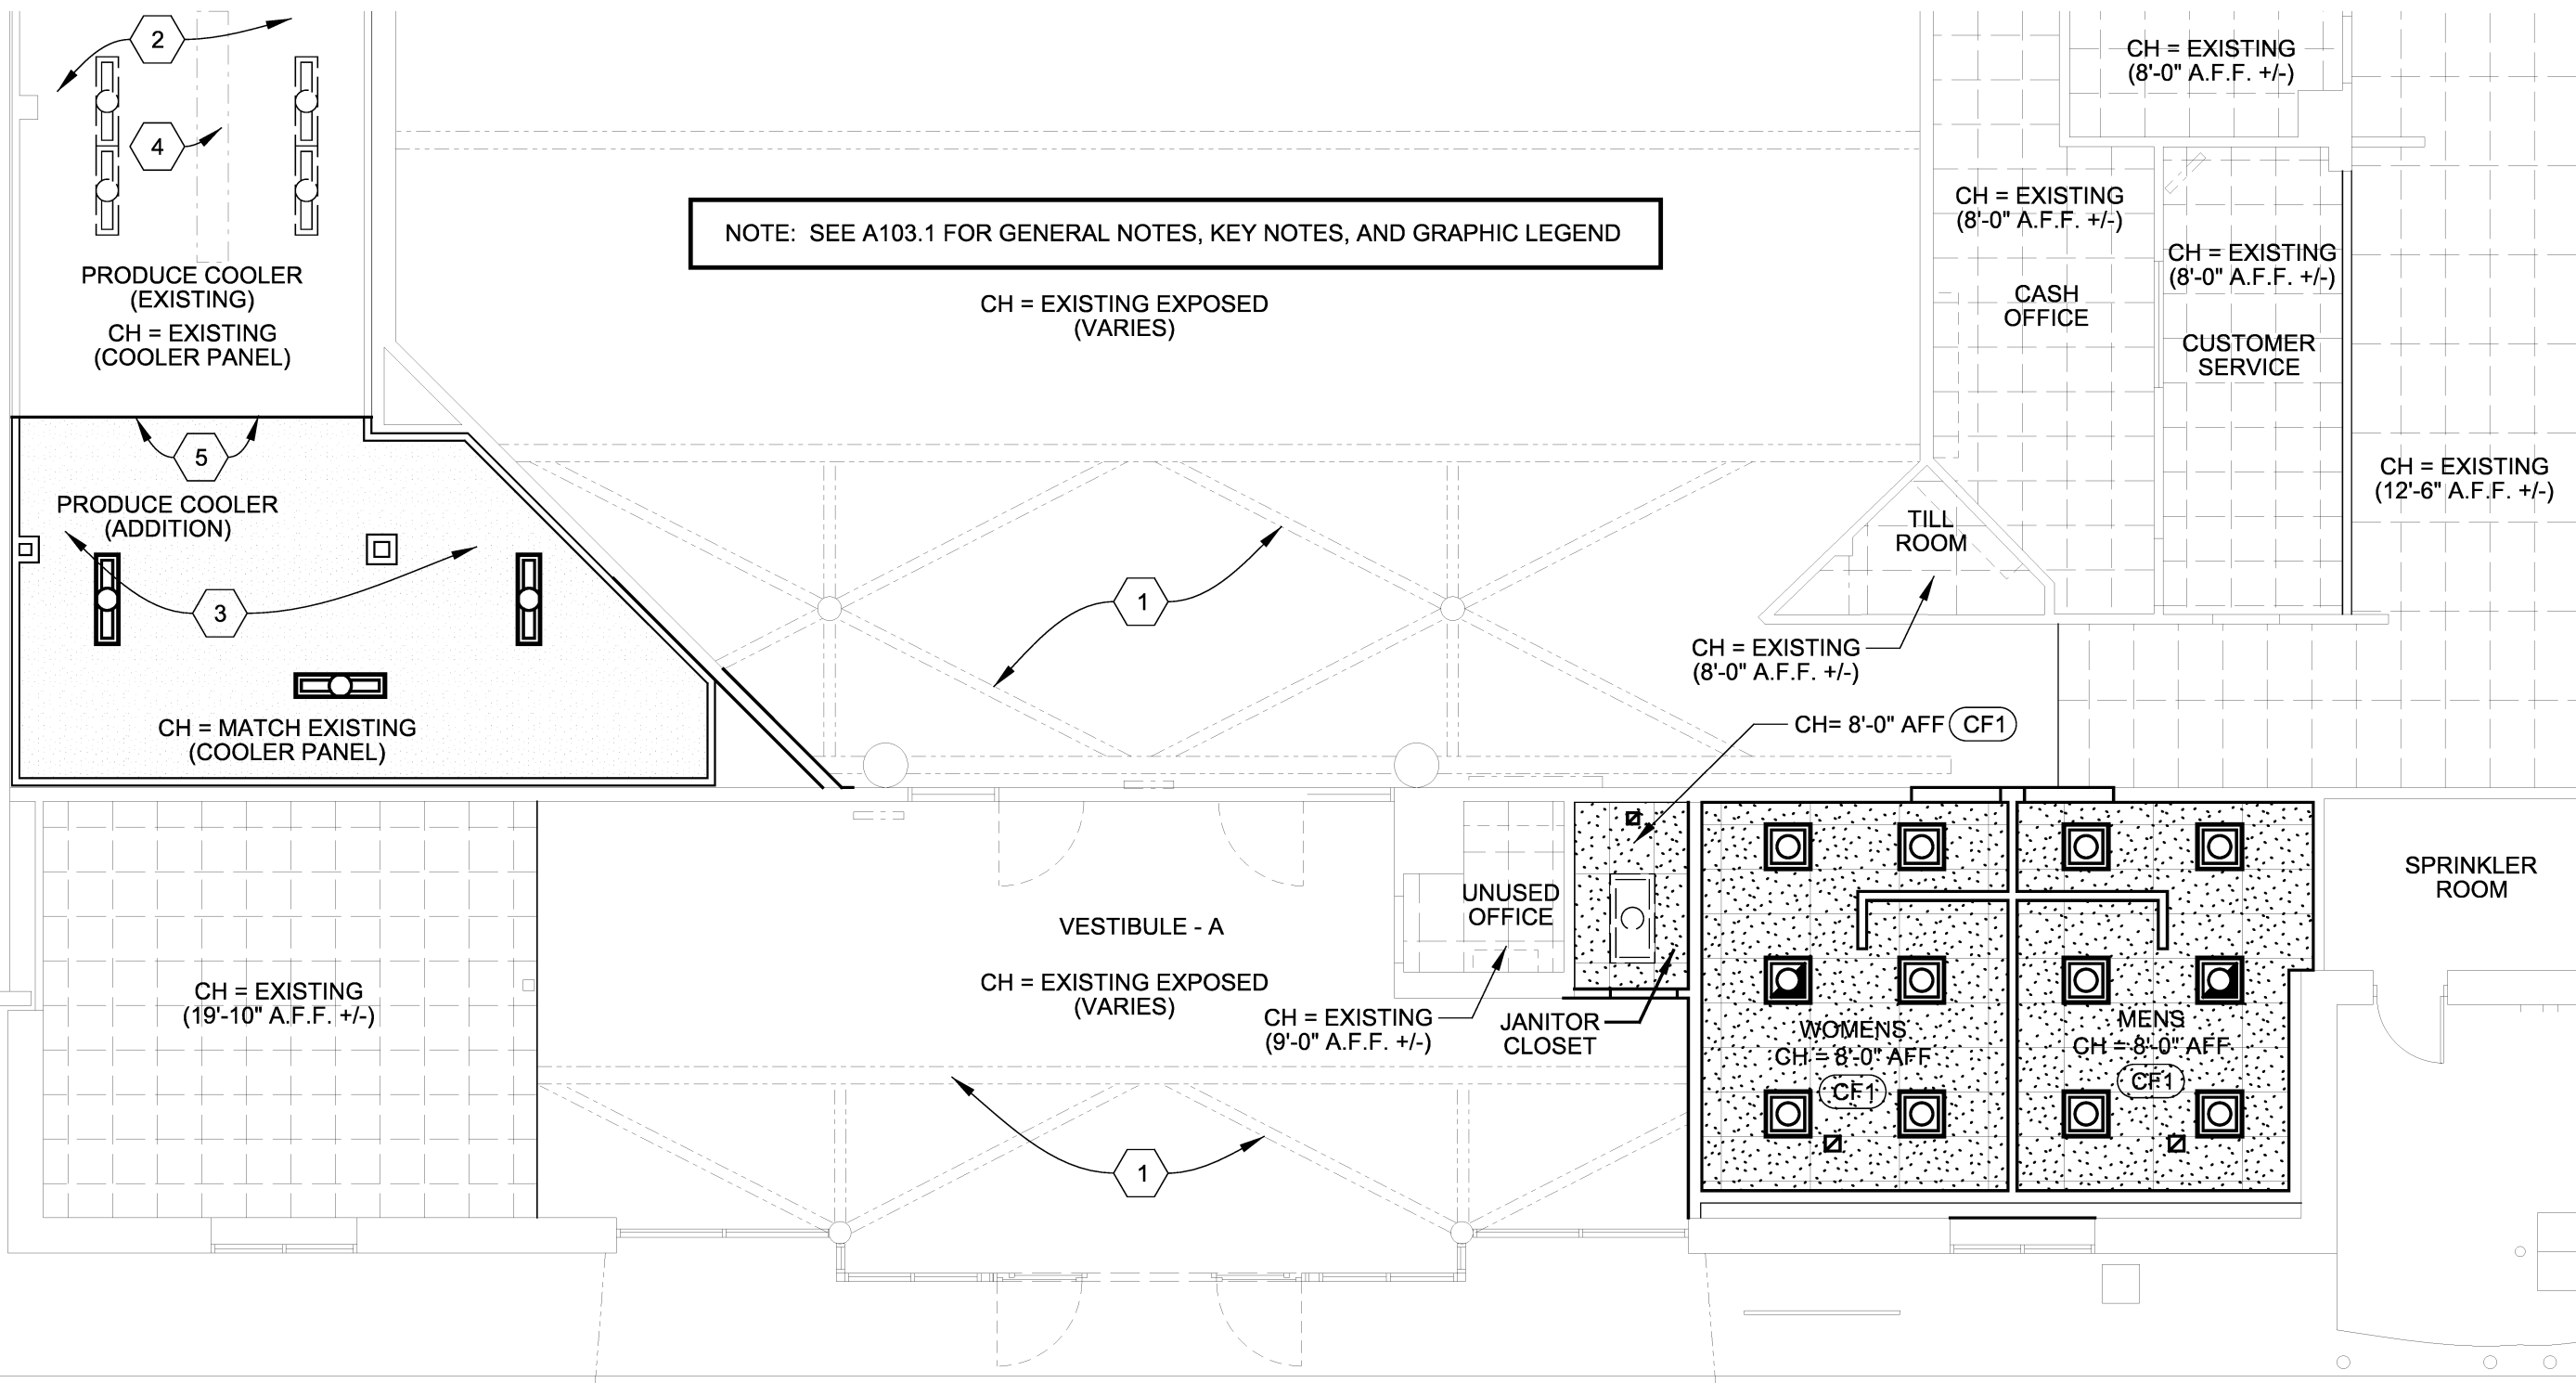 2
4
PRODUCE COOLER
(EXISTING)
CH = EXISTING
(COOLER PANEL)
5
PRODUCE COOLER
(ADDITION)
3
CH = MATCH EXISTING
(COOLER PANEL)
NOTE:  SEE A103.1 FOR GENERAL NOTES, KEY NOTES, AND GRAPHIC LEGEND
CH = EXISTING EXPOSED
(VARIES)
1
CH = EXISTING
(8'-0" A.F.F. +/-)
CH = EXISTING
(8'-0" A.F.F. +/-)
CASH
OFFICE
CH = EXISTING
(8'-0" A.F.F. +/-)
CUSTOMER
SERVICE
CH = EXISTING
(12'-6" A.F.F. +/-)
TILL
ROOM
CH = EXISTING
(8'-0" A.F.F. +/-)
CH= 8'-0" AFF CF1
CH = EXISTING
(19'-10" A.F.F. +/-)
VESTIBULE - A
CH = EXISTING EXPOSED
(VARIES)
UNUSED
OFFICE
CH = EXISTING
(9'-0" A.F.F. +/-)
JANITOR
CLOSET
WOMENS
CH = 8'-0" AFF
CF1
MENS
CH = 8'-0" AFF
CF1
SPRINKLER
ROOM
1